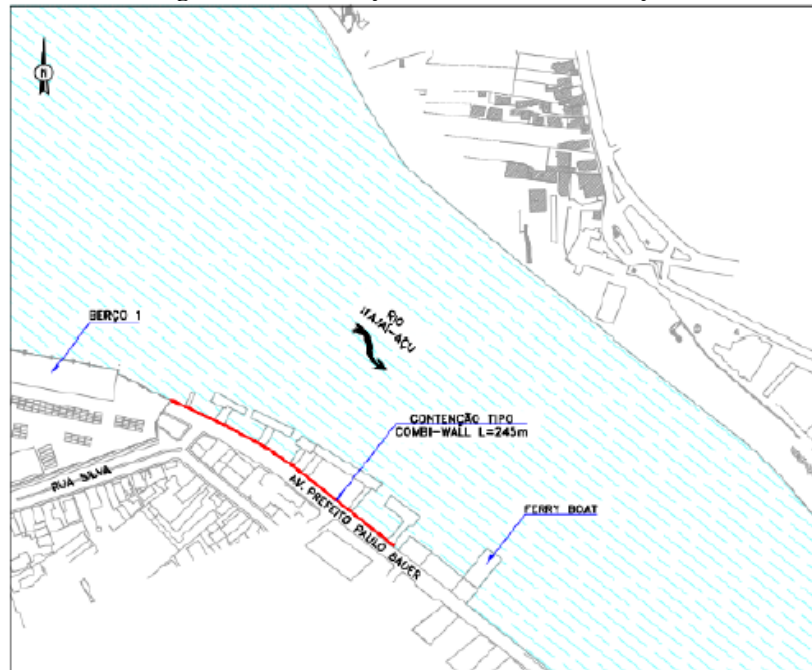 N
BERÇO 1
RIO
ITAJAÍ-AÇU
CONTENÇÃO TIPO
COMBI-WALL L=245m
RUA SILVA
AV. PREFEITO PAULO BAUER
FERRY BOAT